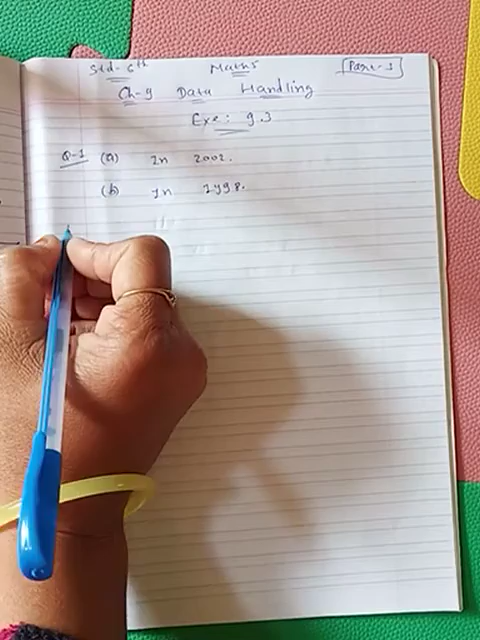 Std- 6th Maths Part-1
Ch-9 Data Handling
Exe: 9.3
Q-1 (a) In 2002.
(b) In 1998.